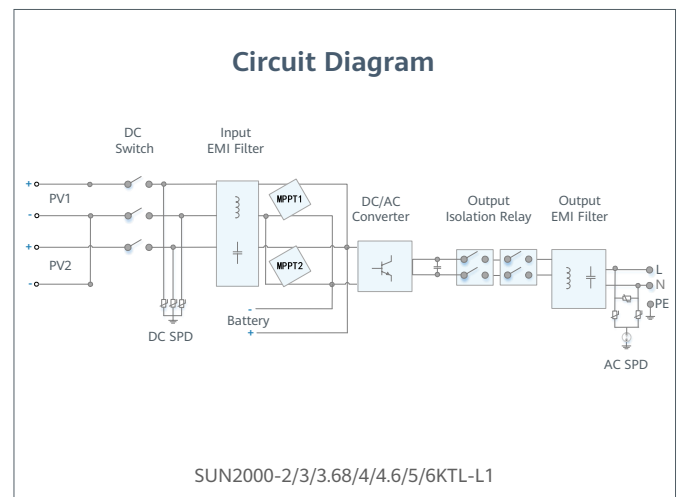 Circuit Diagram
DC
Switch
Input
EMI Filter
+
PV1
-
+
PV2
-
MPPT1
MPPT2
DC/AC
Converter
Output
Isolation Relay
Output
EMI Filter
L
N
PE
-
Battery
+
DC SPD
AC SPD
SUN2000-2/3/3.68/4/4.6/5/6KTL-L1